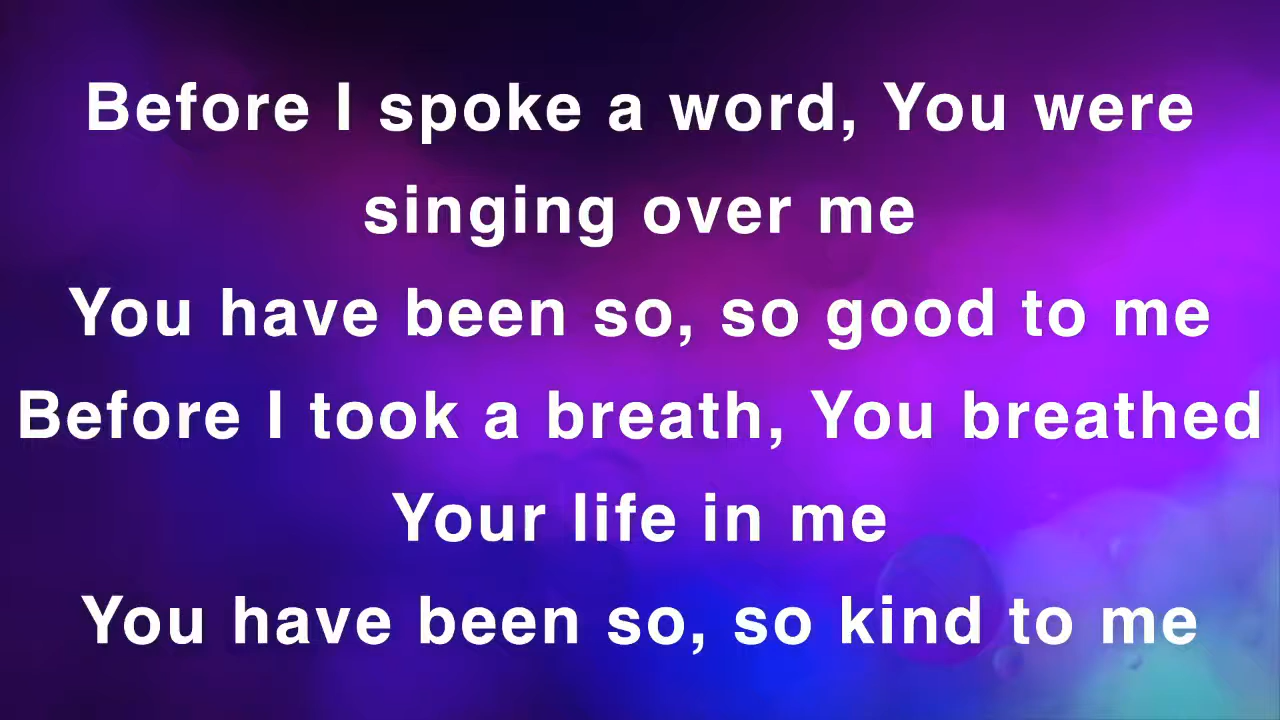 Before I spoke a word, You were
singing over me
You have been so, so good to me
Before I took a breath, You breathed
Your life in me
You have been so, so kind to me